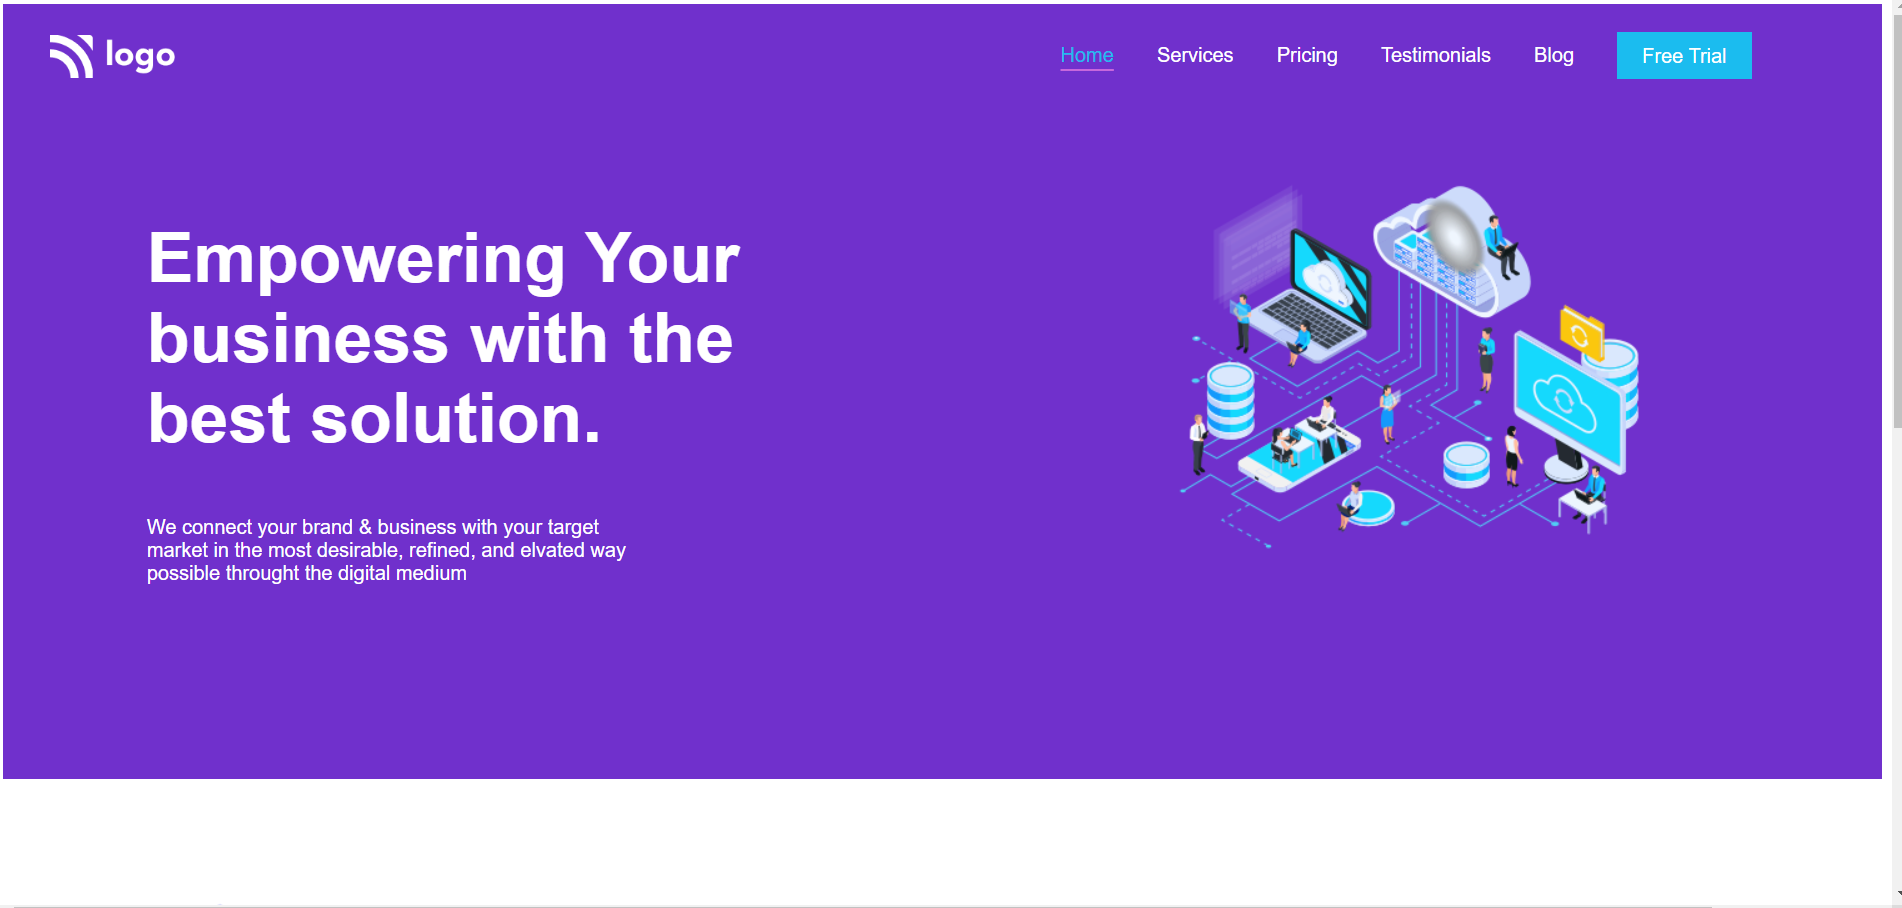 logo
Home Services Pricing Testimonials Blog Free Trial
Empowering Your
business with the
best solution.
We connect your brand & business with your target
market in the most desirable, refined, and elvated way
possible throught the digital medium